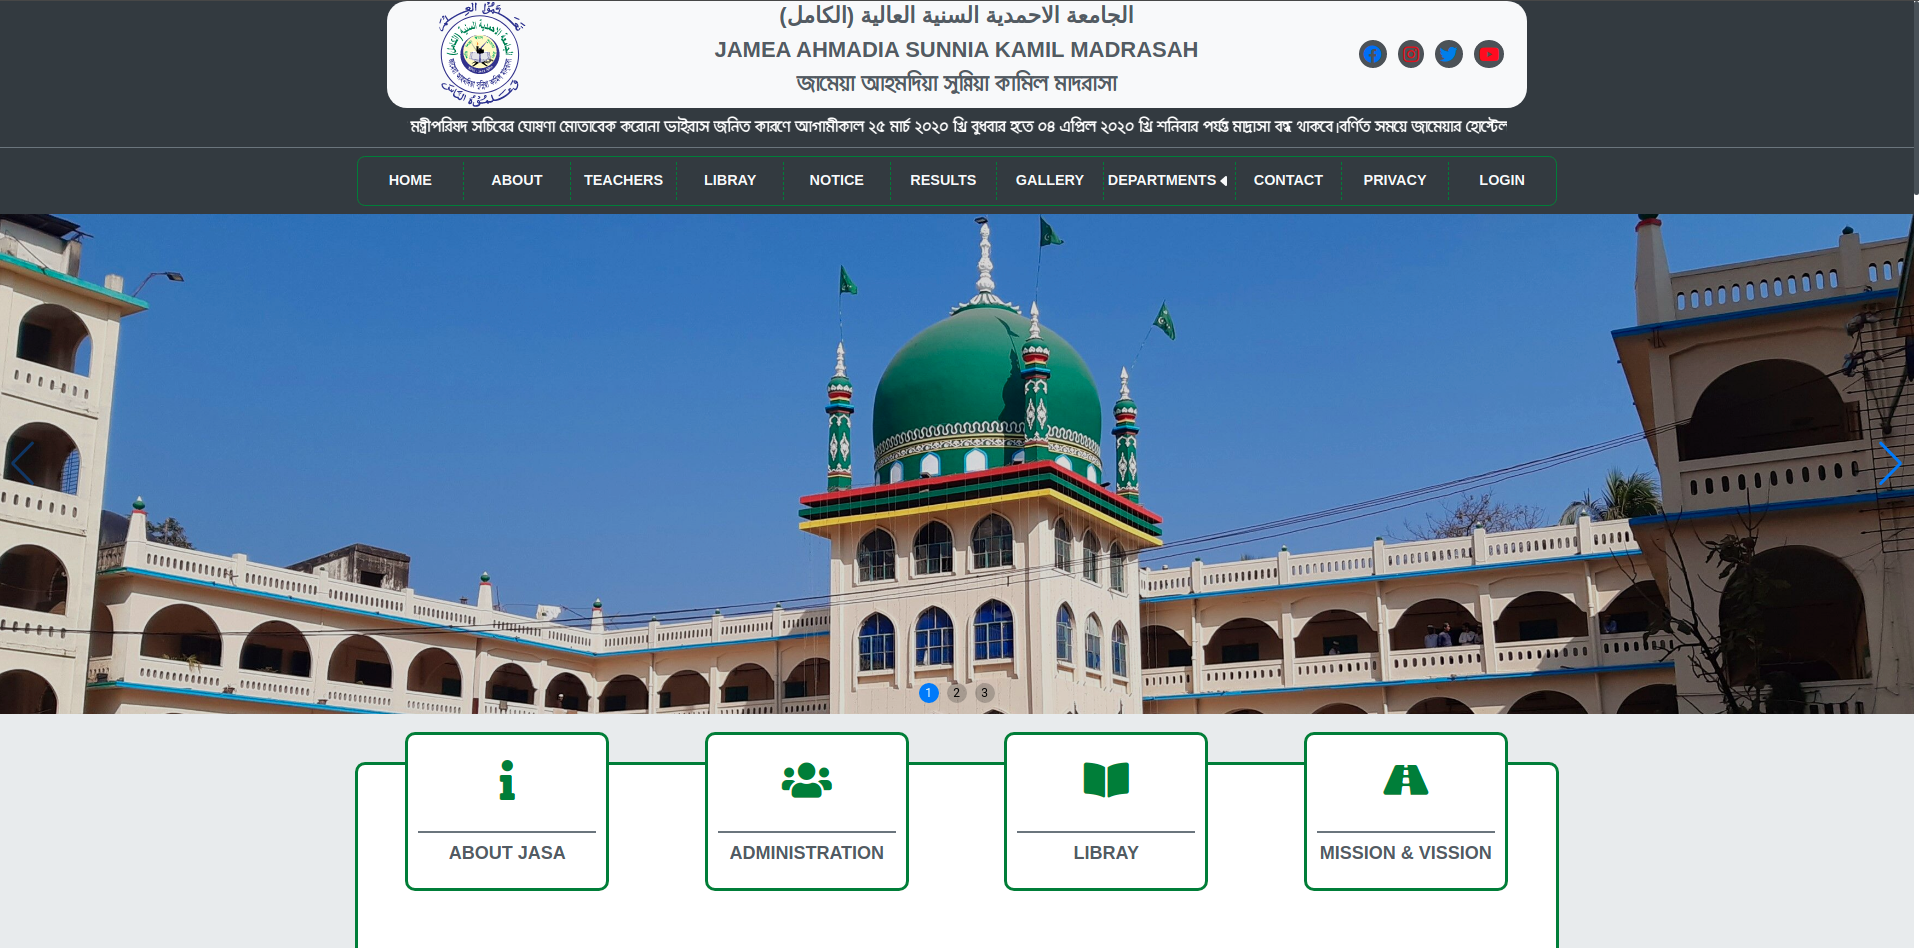 الجامعة الاحمدية السنية العالية (الكامل)
JAMEA AHMADIA SUNNIA KAMIL MADRASAH
জামেয়া আহমদিয়া সুন্নিয়া কামিল মাদরাসা
মন্ত্রীপরিষদ সচিবের ঘোষণা মোতাবেক করোনা ভাইরাস জনিত কারণে আগামীকাল ২৫ মার্চ ২০২০ খ্রি বুধবার হতে ০৪ এপ্রিল ২০২০ খ্রি শনিবার পর্যন্ত মাদ্রাসা বন্ধ থাকবে।বর্ণিত সময়ে জামেয়ার হোস্টেল
HOME ABOUT TEACHERS LIBRAY NOTICE RESULTS GALLERY DEPARTMENTS CONTACT PRIVACY LOGIN
1 2 3
ABOUT JASA ADMINISTRATION LIBRAY MISSION & VISSION